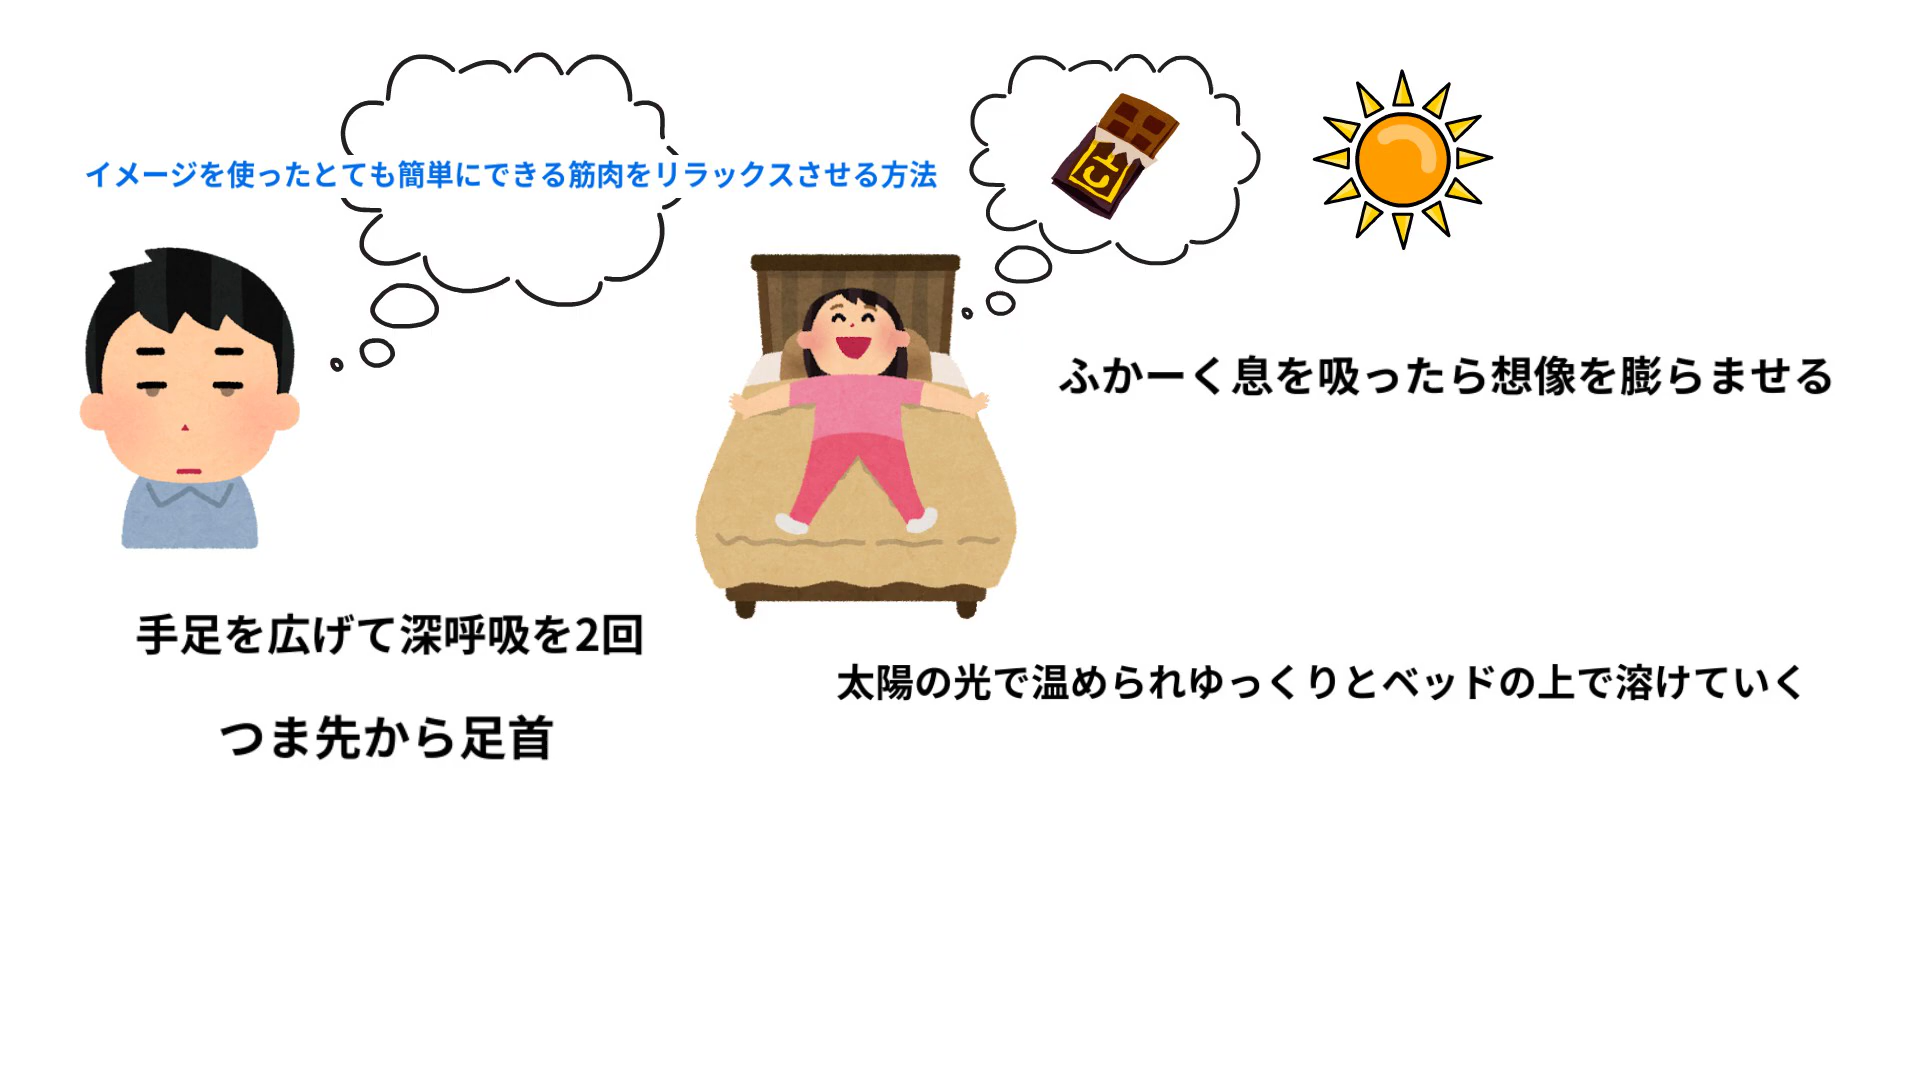 イメージを使ったとても簡単にできる筋肉をリラックスさせる方法
ふかーく息を吸ったら想像を膨らませる
手足を広げて深呼吸を2回
太陽の光で温められゆっくりとベッドの上で溶けていく
つま先から足首